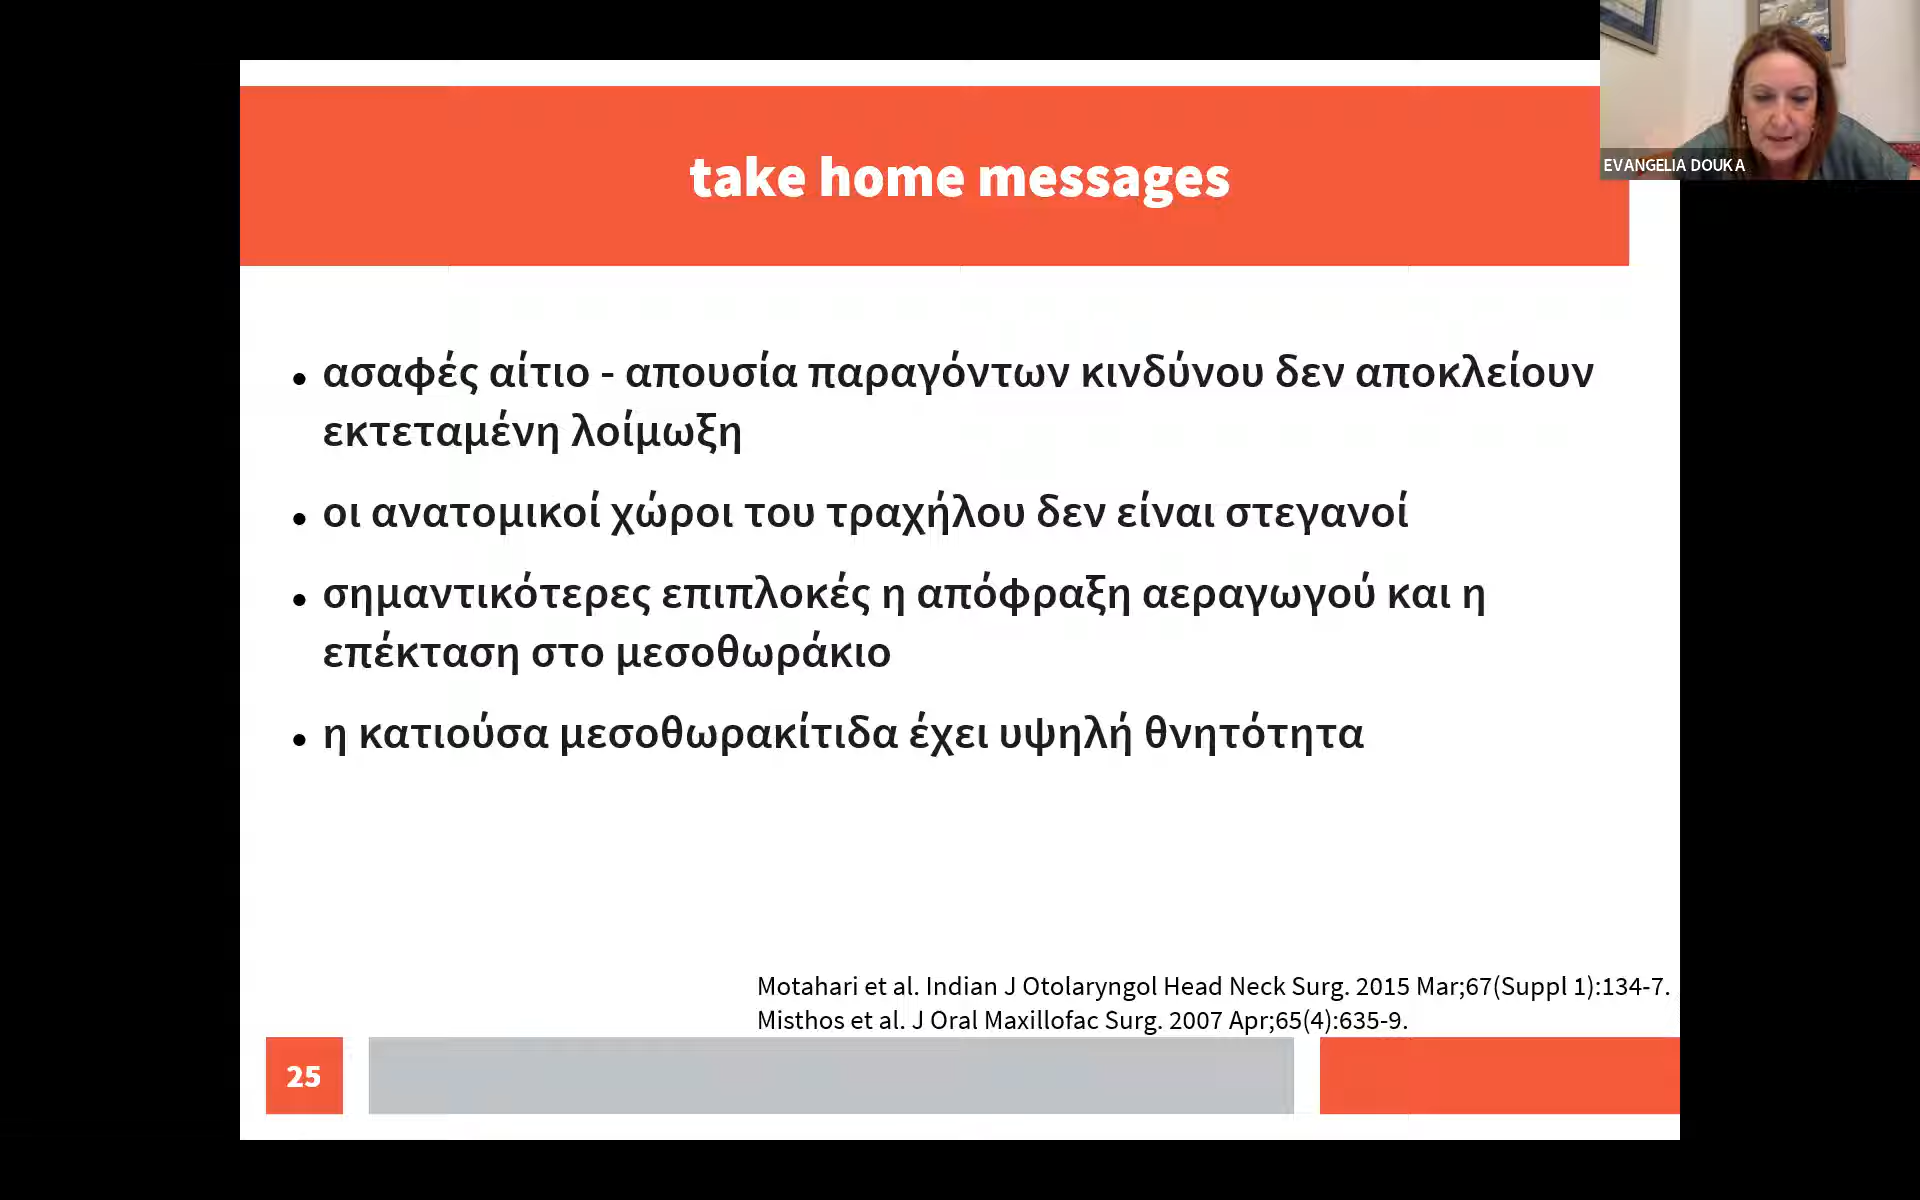 take home messages
EVANGELIA DOUKA
• ασαφές αίτιο - απουσία παραγόντων κινδύνου δεν αποκλείουν
εκτεταμένη λοίμωξη
• οι ανατομικοί χώροι του τραχήλου δεν είναι στεγανοί
• σημαντικότερες επιπλοκές η απόφραξη αεραγωγού και η
επέκταση στο μεσοθωράκιο
• η κατιούσα μεσοθωρακίτιδα έχει υψηλή θνητότητα
Motahari et al. Indian J Otolaryngol Head Neck Surg. 2015 Mar;67(Suppl 1):134-7.
Misthos et al. J Oral Maxillofac Surg. 2007 Apr;65(4):635-9.
25